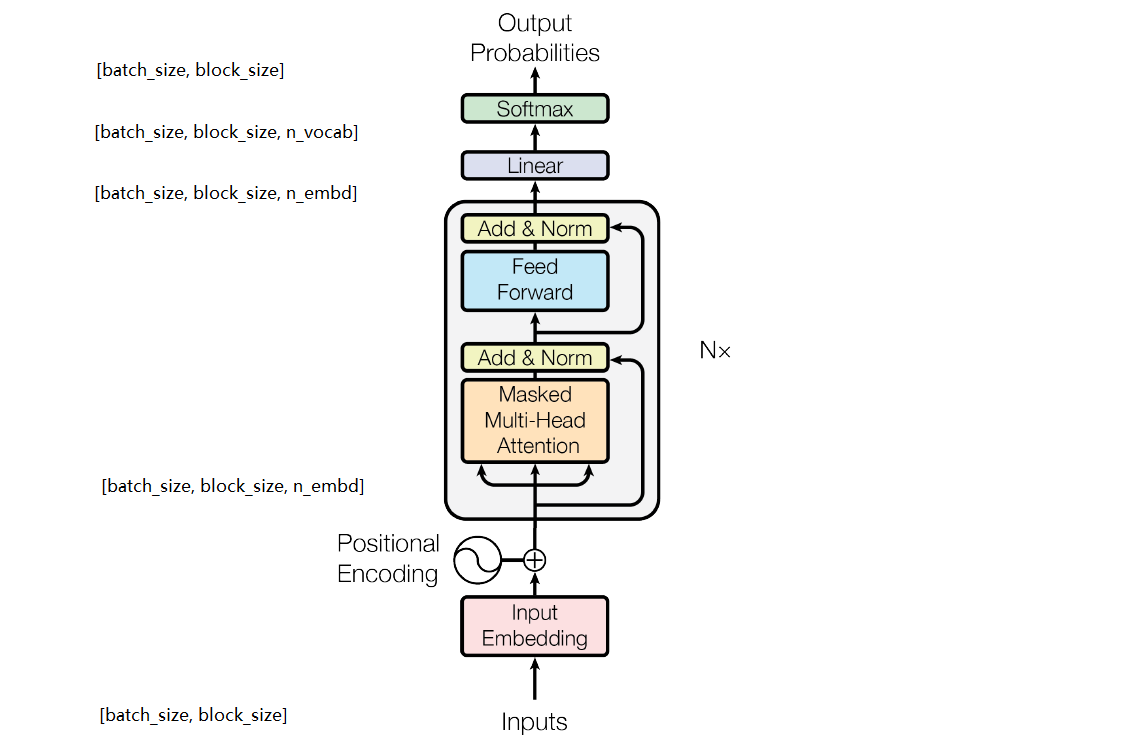 Output
Probabilities
[batch_size, block_size]
Softmax
[batch_size, block_size, n_vocab]
Linear
[batch_size, block_size, n_embd]
Add & Norm
Feed
Forward
Add & Norm
N×
Masked
Multi-Head
Attention
[batch_size, block_size, n_embd]
Positional
Encoding
Input
Embedding
[batch_size, block_size]
Inputs